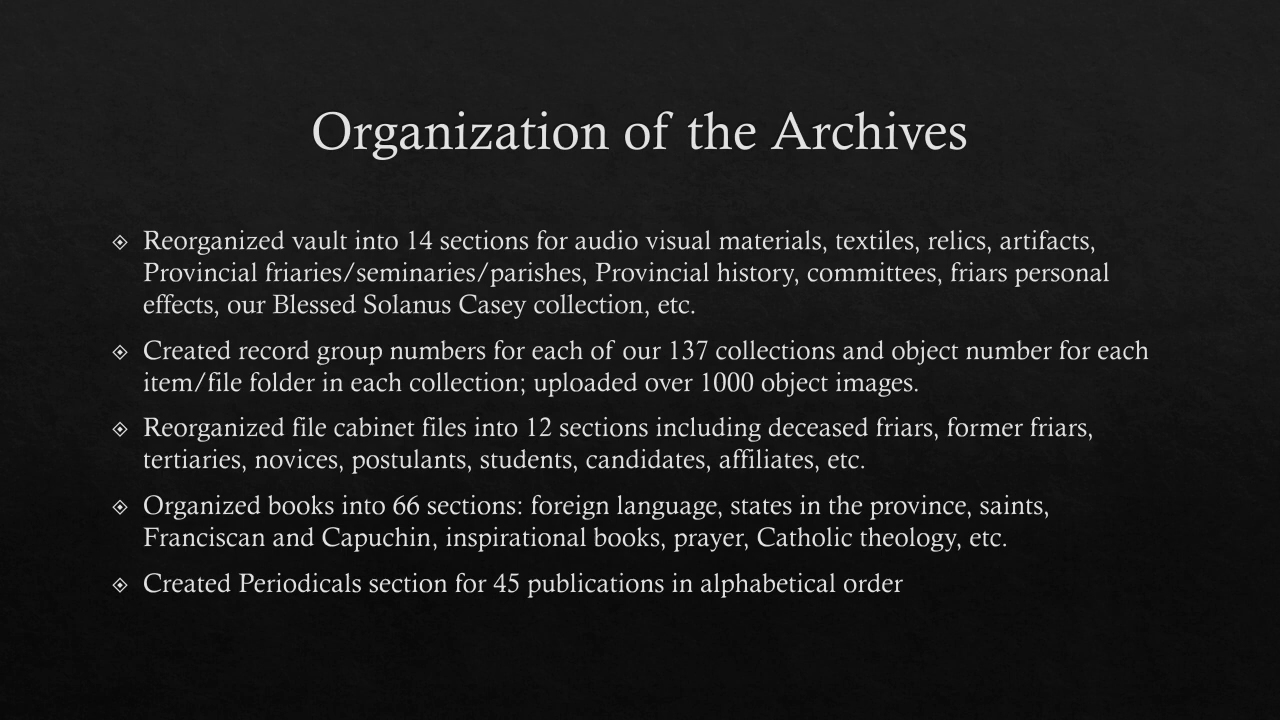 Organization of the Archives
Reorganized vault into 14 sections for audio visual materials, textiles, relics, artifacts,
Provincial friaries/seminaries/parishes, Provincial history, committees, friars personal
effects, our Blessed Solanus Casey collection, etc.
Created record group numbers for each of our 137 collections and object number for each
item/file folder in each collection; uploaded over 1000 object images.
Reorganized file cabinet files into 12 sections including deceased friars, former friars,
tertiaries, novices, postulants, students, candidates, affiliates, etc.
Organized books into 66 sections: foreign language, states in the province, saints,
Franciscan and Capuchin, inspirational books, prayer, Catholic theology, etc.
Created Periodicals section for 45 publications in alphabetical order